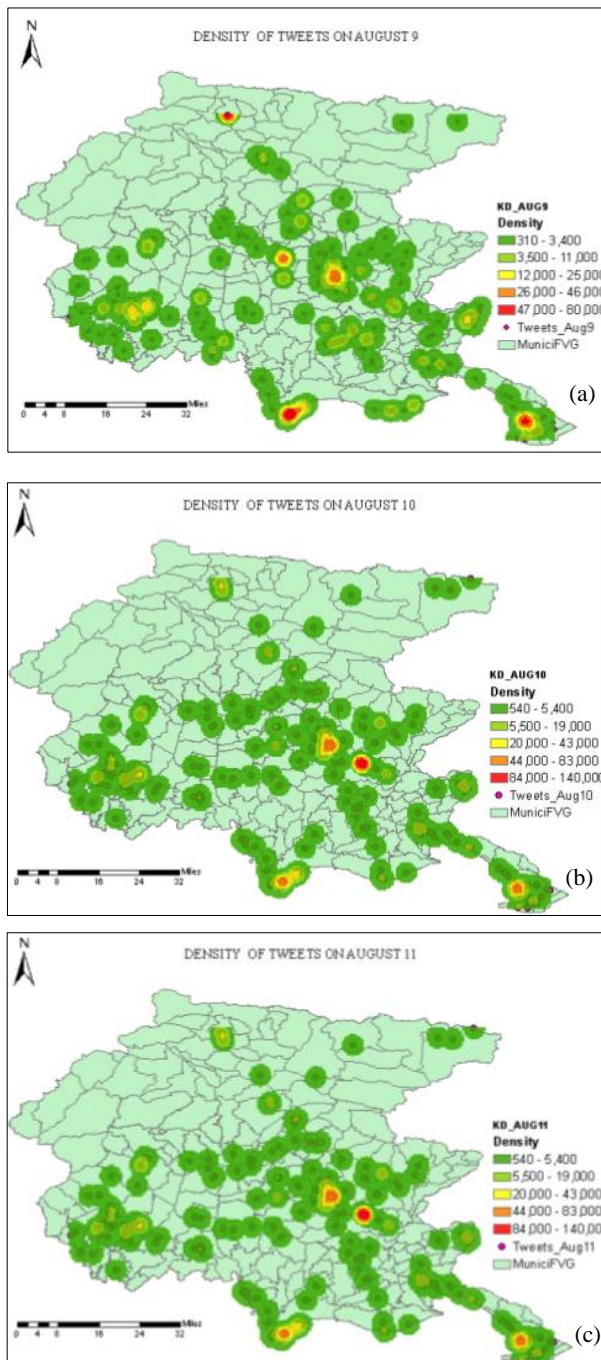 DENSITY OF TWEETS ON AUGUST 9
N
KD_AUG9
Density
310 - 3,400
3,500 - 11,000
12,000 - 25,000
26,000 - 46,000
47,000 - 80,000
Tweets_Aug9
MuniciFVG
Miles
0 4 8 16 24 32
(a)
DENSITY OF TWEETS ON AUGUST 10
N
KD_AUG10
Density
540 - 5,400
5,500 - 19,000
20,000 - 43,000
44,000 - 83,000
84,000 - 140,000
Tweets_Aug10
MuniciFVG
Miles
0 4 8 16 24 32
(b)
DENSITY OF TWEETS ON AUGUST 11
N
KD_AUG11
Density
540 - 5,400
5,500 - 19,000
20,000 - 43,000
44,000 - 83,000
84,000 - 140,000
Tweets_Aug11
MuniciFVG
Miles
0 4 8 16 24 32
(c)